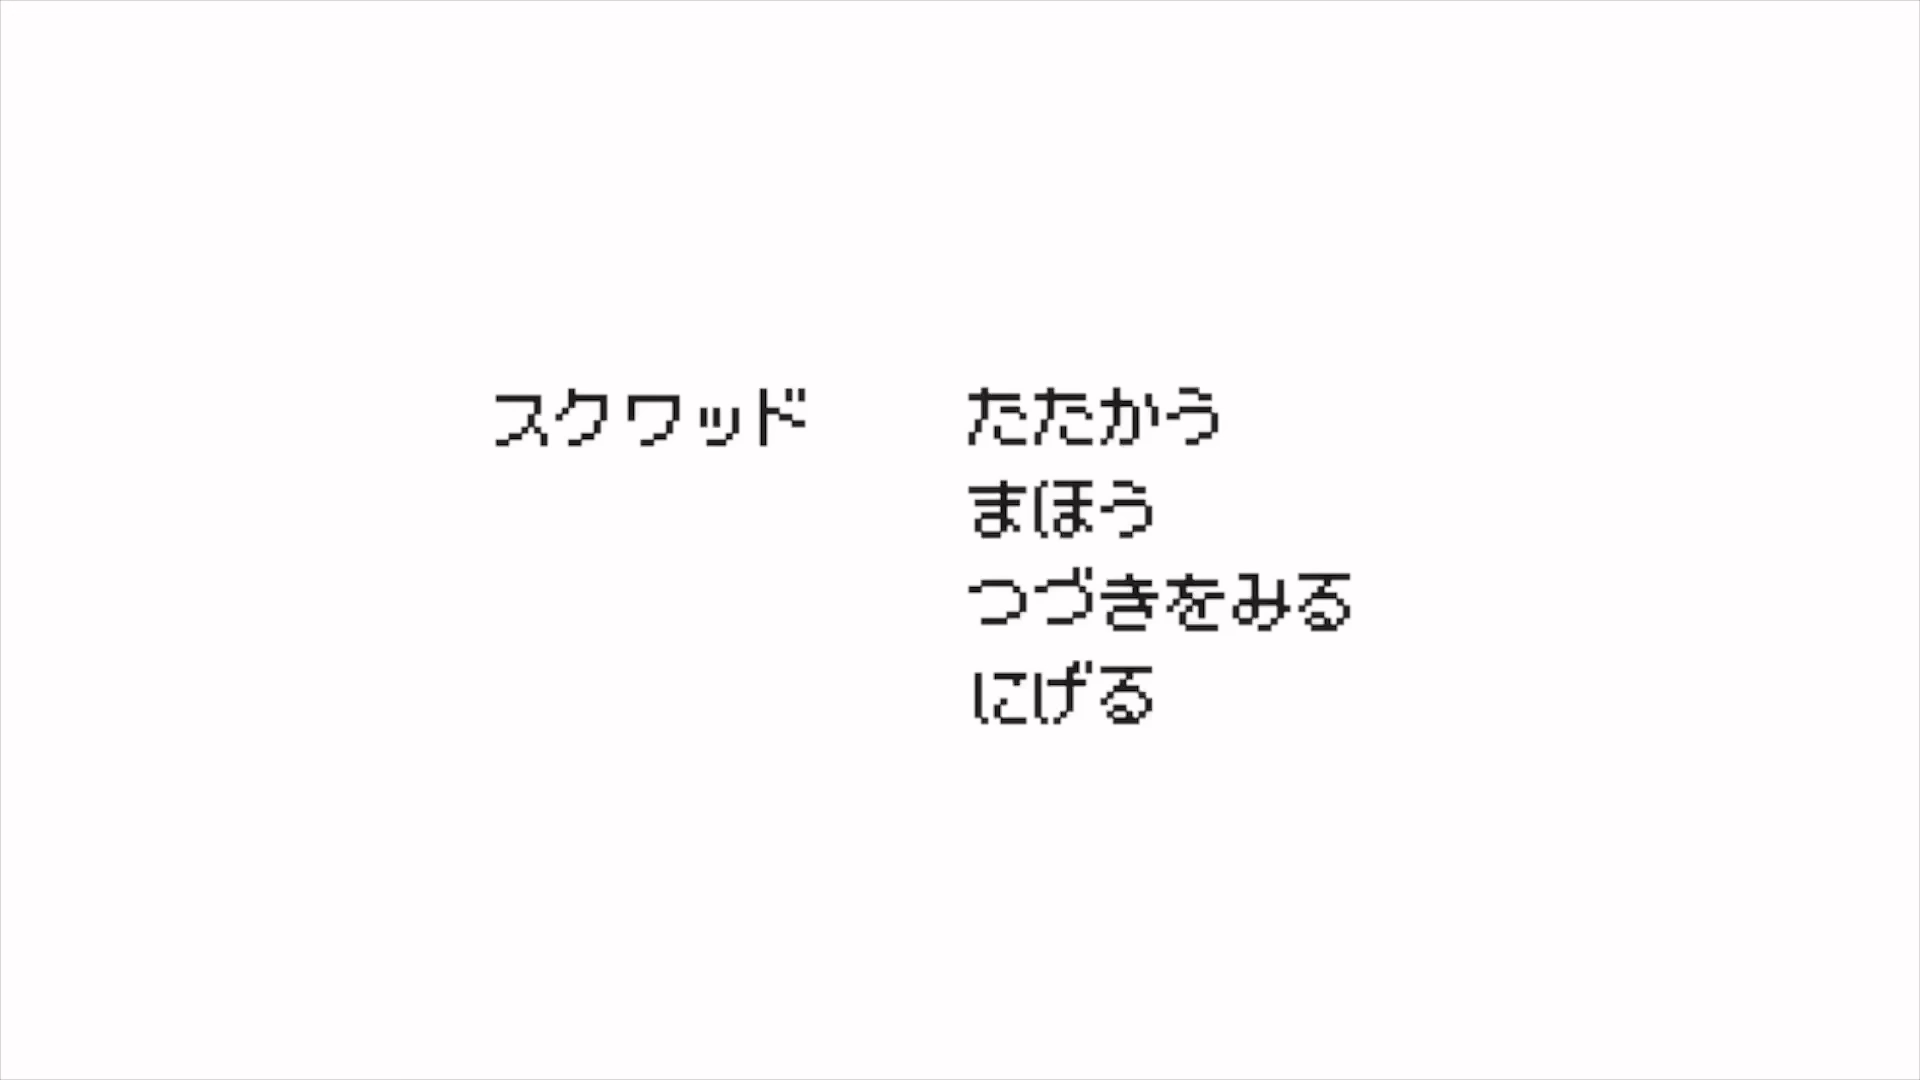 スクワッド
たたかう
まほう
つづきをみる
にげる